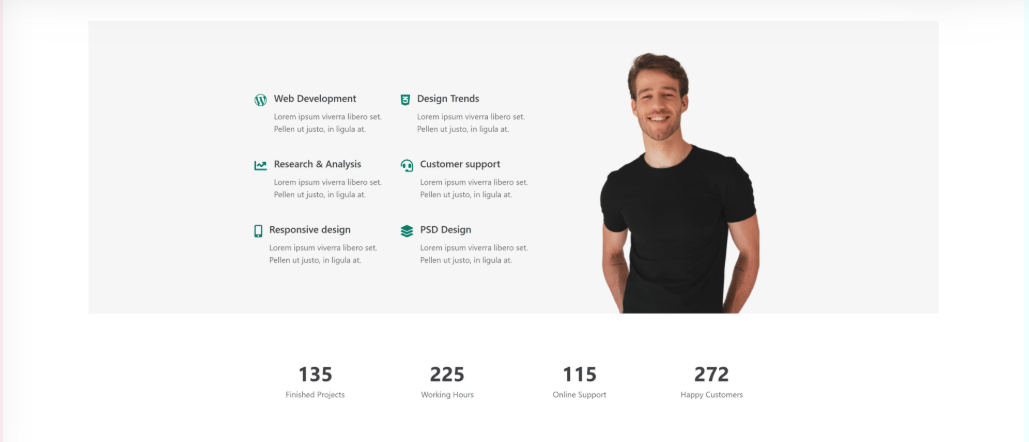 Web Development
Lorem ipsum viverra libero set.
Pellen ut justo, in ligula at.
Design Trends
Lorem ipsum viverra libero set.
Pellen ut justo, in ligula at.
Research & Analysis
Lorem ipsum viverra libero set.
Pellen ut justo, in ligula at.
Customer support
Lorem ipsum viverra libero set.
Pellen ut justo, in ligula at.
Responsive design
Lorem ipsum viverra libero set.
Pellen ut justo, in ligula at.
PSD Design
Lorem ipsum viverra libero set.
Pellen ut justo, in ligula at.
135
Finished Projects
225
Working Hours
115
Online Support
272
Happy Customers